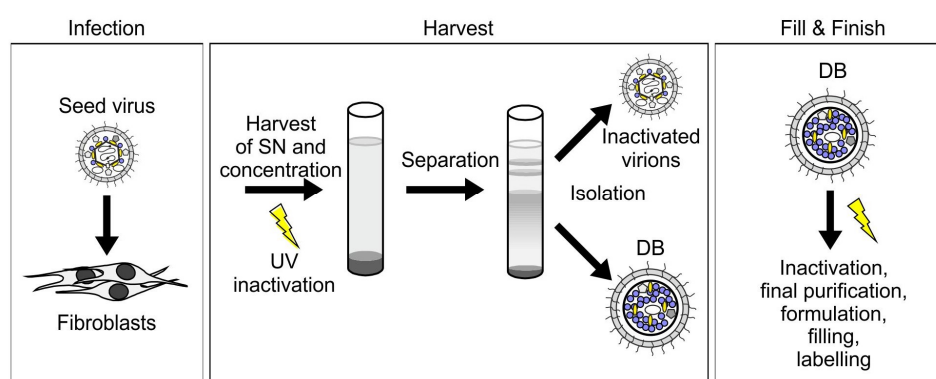 Infection
Seed virus
Fibroblasts
Harvest
Harvest
of SN and
concentration
UV
inactivation
Separation
Inactivated
virions
Isolation
DB
Fill & Finish
DB
Inactivation,
final purification,
formulation,
filling,
labelling